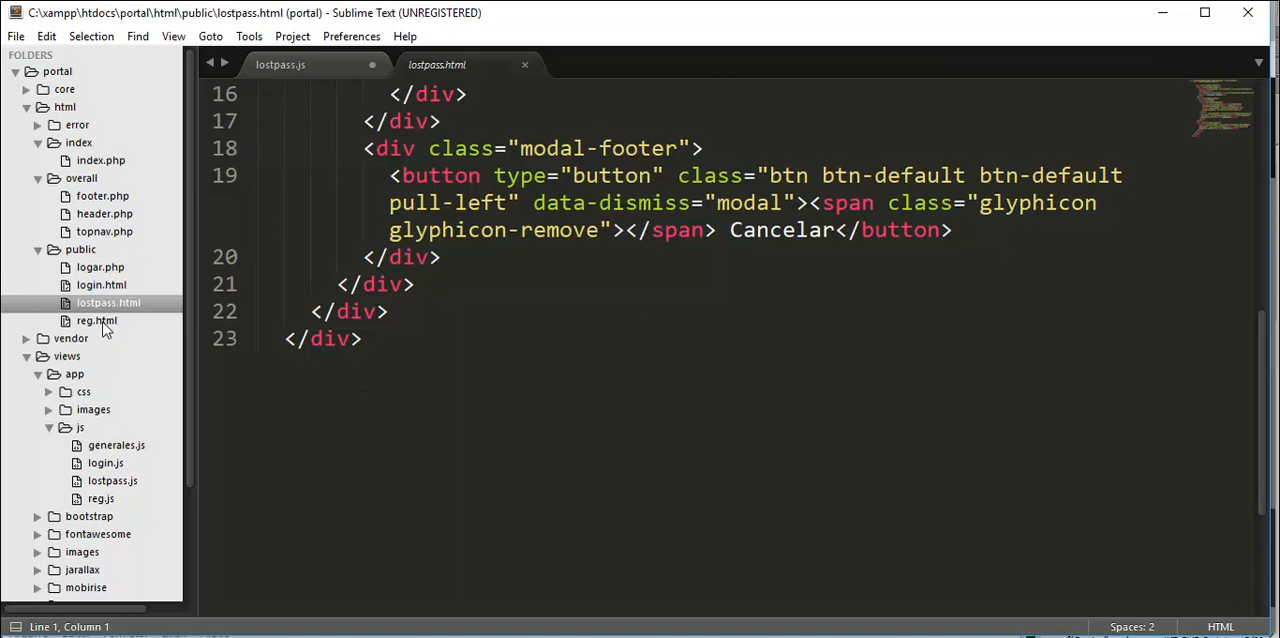 C:\xampp\htdocs\portal\html\public\lostpass.html (portal) - Sublime Text (UNREGISTERED)
File Edit Selection Find View Goto Tools Project Preferences Help
FOLDERS
portal
core
html
error
index
index.php
overall
footer.php
header.php
topnav.php
public
logar.php
login.html
lostpass.html
reg.html
vendor
views
app
css
images
js
generales.js
login.js
lostpass.js
reg.js
bootstrap
fontawesome
images
jarallax
mobirise
lostpass.js
lostpass.html
16 </div>
17 </div>
18 <div class="modal-footer">
19 <button type="button" class="btn btn-default btn-default
pull-left" data-dismiss="modal"><span class="glyphicon
glyphicon-remove"></span> Cancelar</button>
20 </div>
21 </div>
22 </div>
23 </div>
Line 1, Column 1
Spaces: 2
HTML